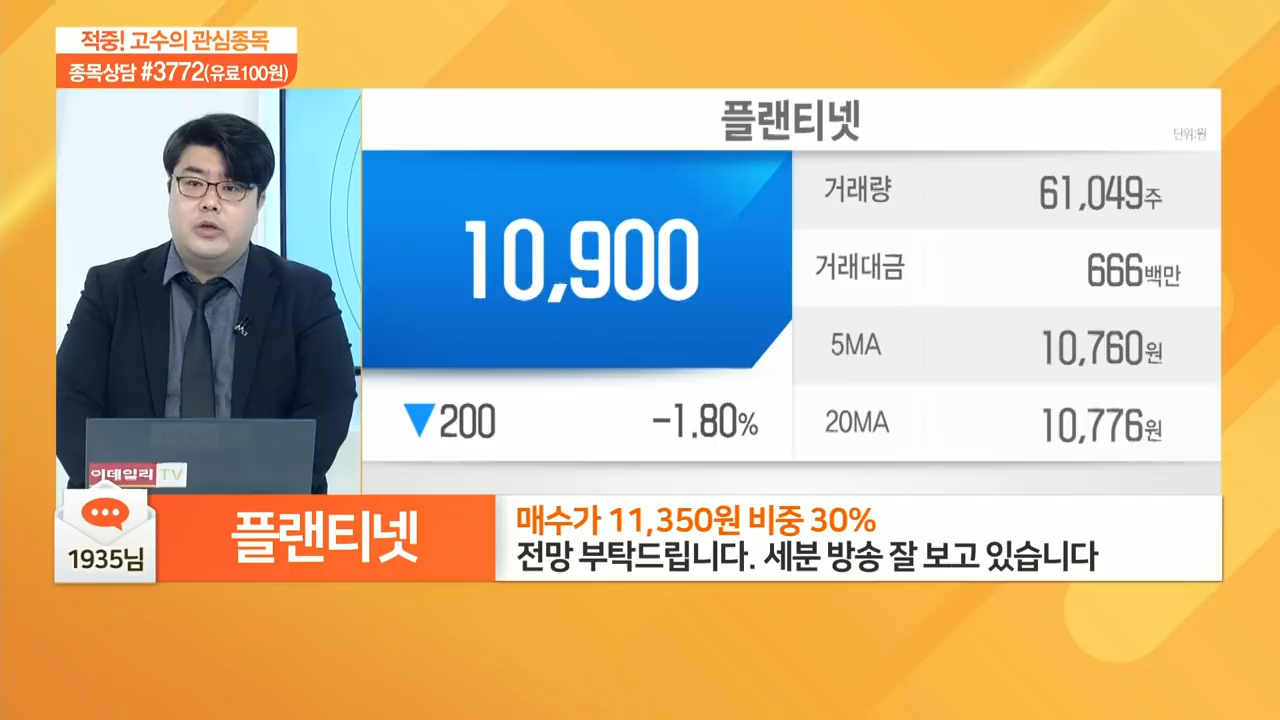 적중! 고수의 관심종목
종목상담 #3772(유료100원)
플랜티넷
단위:원
10,900
▼200 -1.80%
거래량 61,049주
거래대금 666백만
5MA 10,760원
20MA 10,776원
이데일리 TV
1935님
플랜티넷
매수가 11,350원 비중 30%
전망 부탁드립니다. 세분 방송 잘 보고 있습니다